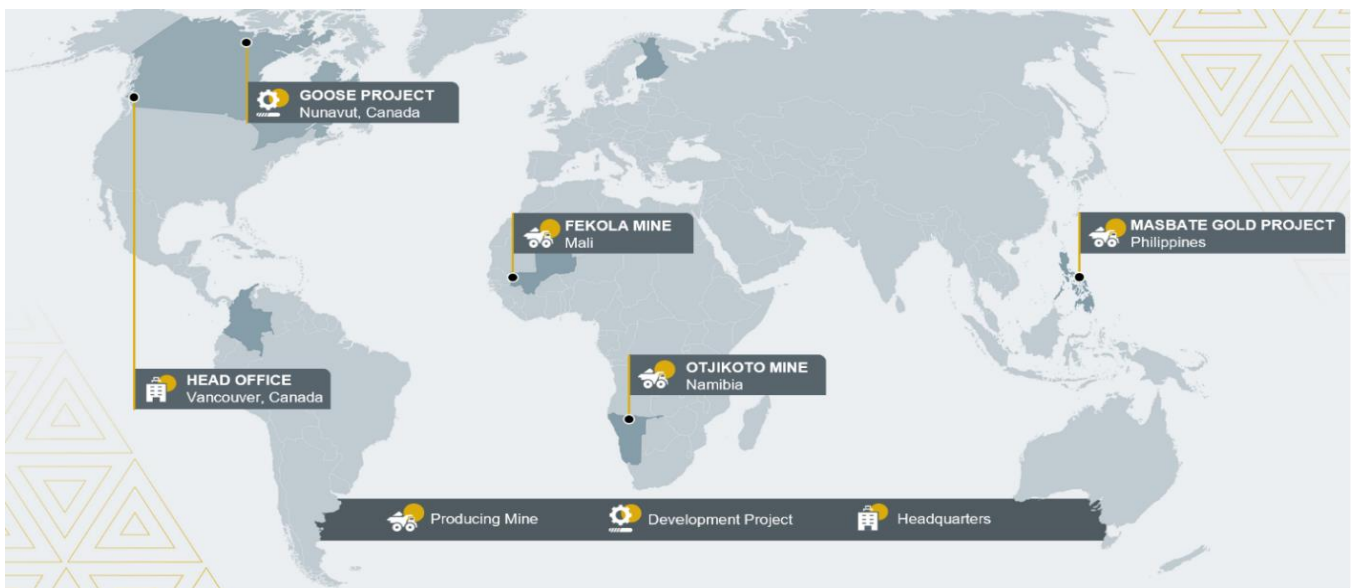 GOOSE PROJECT
Nunavut, Canada
FEKOLA MINE
Mali
MASBATE GOLD PROJECT
Philippines
OTJIKOTO MINE
Namibia
HEAD OFFICE
Vancouver, Canada
Producing Mine
Development Project
Headquarters